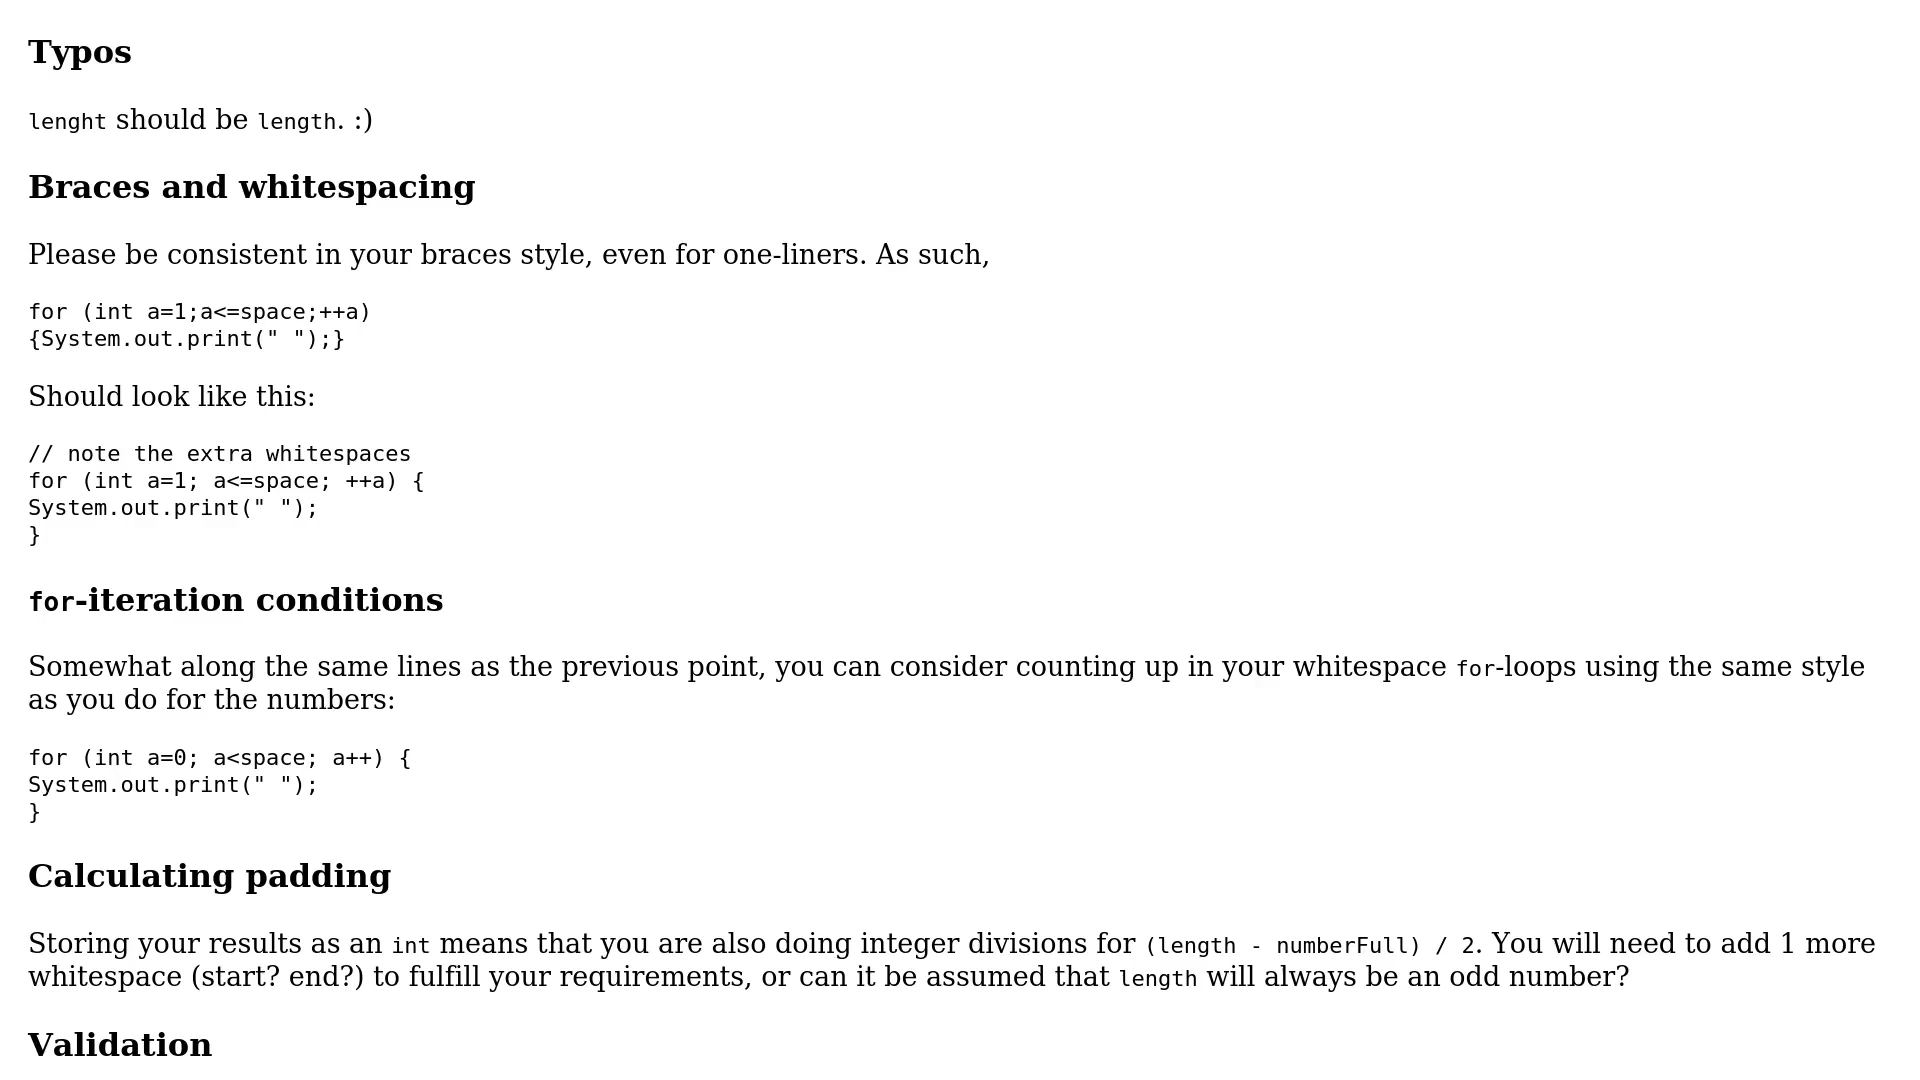 Typos
lenght should be length. :)
Braces and whitespacing
Please be consistent in your braces style, even for one-liners. As such,
for (int a=1;a<=space;++a)
{System.out.print(" ");}
Should look like this:
// note the extra whitespaces
for (int a=1; a<=space; ++a) {
System.out.print(" ");
}
for-iteration conditions
Somewhat along the same lines as the previous point, you can consider counting up in your whitespace for-loops using the same style
as you do for the numbers:
for (int a=0; a<space; a++) {
System.out.print(" ");
}
Calculating padding
Storing your results as an int means that you are also doing integer divisions for (length - numberFull) / 2. You will need to add 1 more
whitespace (start? end?) to fulfill your requirements, or can it be assumed that length will always be an odd number?
Validation